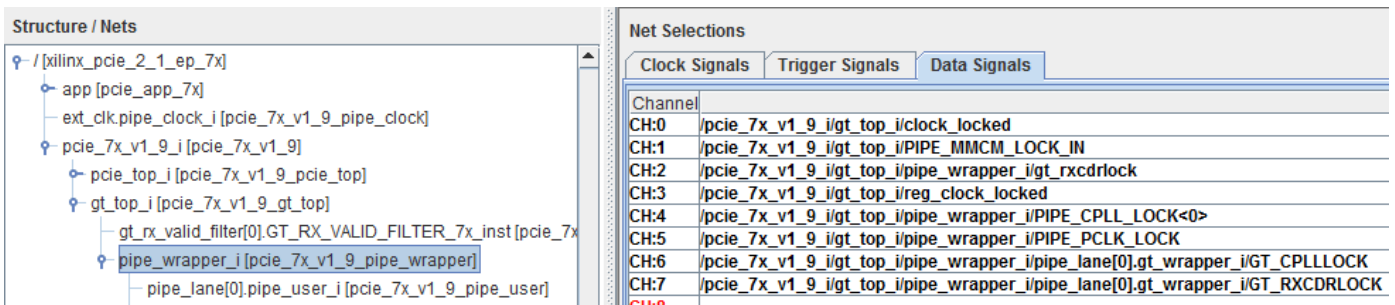 Structure / Nets
/ [xilinx_pcie_2_1_ep_7x]
app [pcie_app_7x]
ext_clk.pipe_clock_i [pcie_7x_v1_9_pipe_clock]
pcie_7x_v1_9_i [pcie_7x_v1_9]
pcie_top_i [pcie_7x_v1_9_pcie_top]
gt_top_i [pcie_7x_v1_9_gt_top]
gt_rx_valid_filter[0].GT_RX_VALID_FILTER_7x_inst [pcie_7x
pipe_wrapper_i [pcie_7x_v1_9_pipe_wrapper]
pipe_lane[0].pipe_user_i [pcie_7x_v1_9_pipe_user]
Net Selections
Clock Signals Trigger Signals Data Signals
Channel
CH:0 /pcie_7x_v1_9_i/gt_top_i/clock_locked
CH:1 /pcie_7x_v1_9_i/gt_top_i/PIPE_MMCM_LOCK_IN
CH:2 /pcie_7x_v1_9_i/gt_top_i/pipe_wrapper_i/gt_rxcdrlock
CH:3 /pcie_7x_v1_9_i/gt_top_i/reg_clock_locked
CH:4 /pcie_7x_v1_9_i/gt_top_i/pipe_wrapper_i/PIPE_CPLL_LOCK<0>
CH:5 /pcie_7x_v1_9_i/gt_top_i/pipe_wrapper_i/PIPE_PCLK_LOCK
CH:6 /pcie_7x_v1_9_i/gt_top_i/pipe_wrapper_i/pipe_lane[0].gt_wrapper_i/GT_CPLLLOCK
CH:7 /pcie_7x_v1_9_i/gt_top_i/pipe_wrapper_i/pipe_lane[0].gt_wrapper_i/GT_RXCDRLOCK